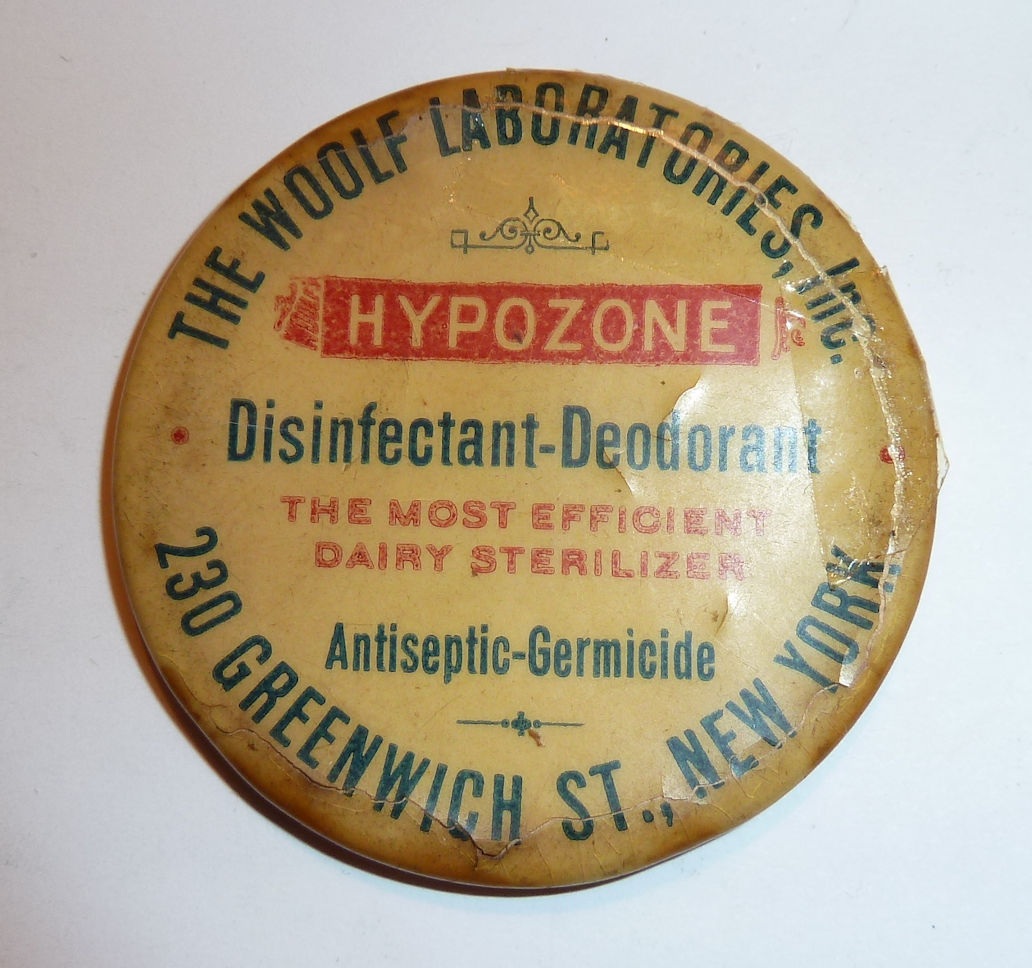 THE WOOLF LABORATORIES, Inc.
HYPOZONE
Disinfectant-Deodorant
THE MOST EFFICIENT
DAIRY STERILIZER
Antiseptic-Germicide
230 GREENWICH ST., NEW YORK